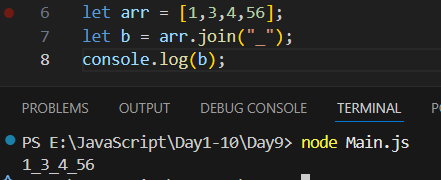 6 let arr = [1,3,4,56];
7 let b = arr.join("_");
8 console.log(b);
PROBLEMS OUTPUT DEBUG CONSOLE TERMINAL
PS E:\JavaScript\Day1-10\Day9> node Main.js
1_3_4_56